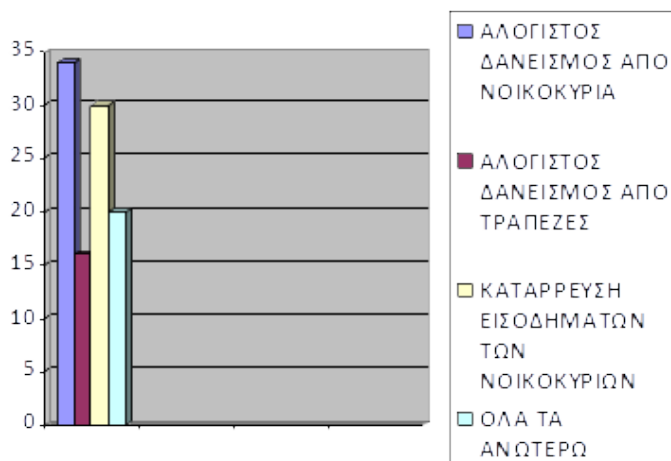 35
30
25
20
15
10
5
0
ΑΛΟΓΙΣΤΟΣ
ΔΑΝΕΙΣΜΟΣ ΑΠΟ
ΝΟΙΚΟΚΥΡΙΑ
ΑΛΟΓΙΣΤΟΣ
ΔΑΝΕΙΣΜΟΣ ΑΠΟ
ΤΡΑΠΕΖΕΣ
ΚΑΤΑΡΡΕΥΣΗ
ΕΙΣΟΔΗΜΑΤΩΝ
ΤΩΝ
ΝΟΙΚΟΚΥΡΙΩΝ
ΟΛΑ ΤΑ
ΑΝΩΤΕΡΩ